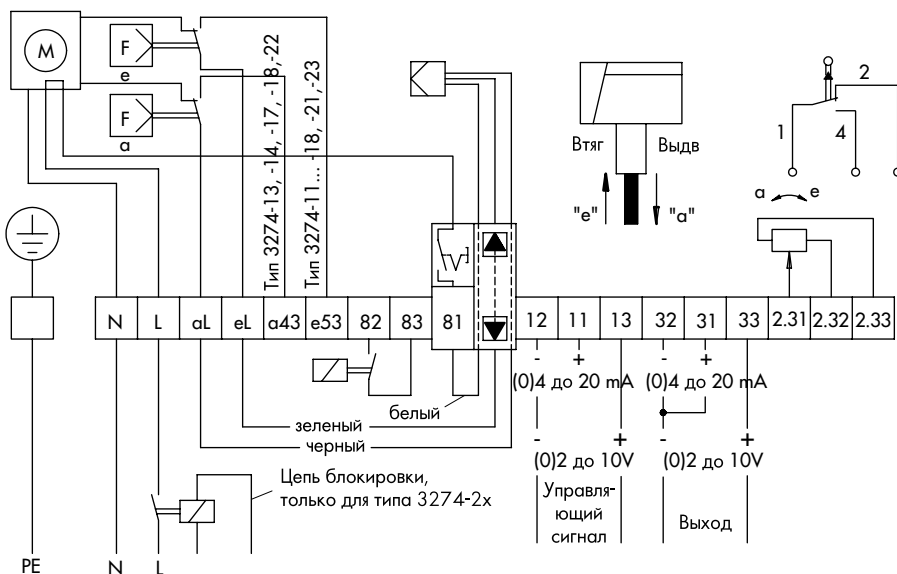 M
F
e
F
a
Тип 3274-13, -14, -17, -18,-22
Тип 3274-11... -18, -21,-23
Втяг
Выдв
"e"
"a"
2
1
4
a
e
N
L
aL
eL
a43
e53
82
83
81
12
11
13
32
31
33
2.31
2.32
2.33
- +
(0)4 до 20 mA
- +
(0)4 до 20 mA
белый
зеленый
черный
- +
(0)2 до 10V
- +
(0)2 до 10V
Цепь блокировки,
только для типа 3274-2x
Управля-
ющий
сигнал
Выход
PE
N
L